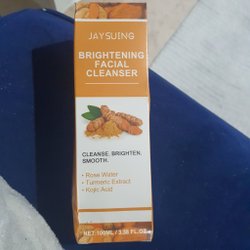 JAYSUING
BRIGHTENING
FACIAL
CLEANSER
CLEANSE. BRIGHTEN.
SMOOTH.
• Rose Water
• Turmeric Extract
• Kojic Acid
NET 100ML / 3.38 FL.OZ